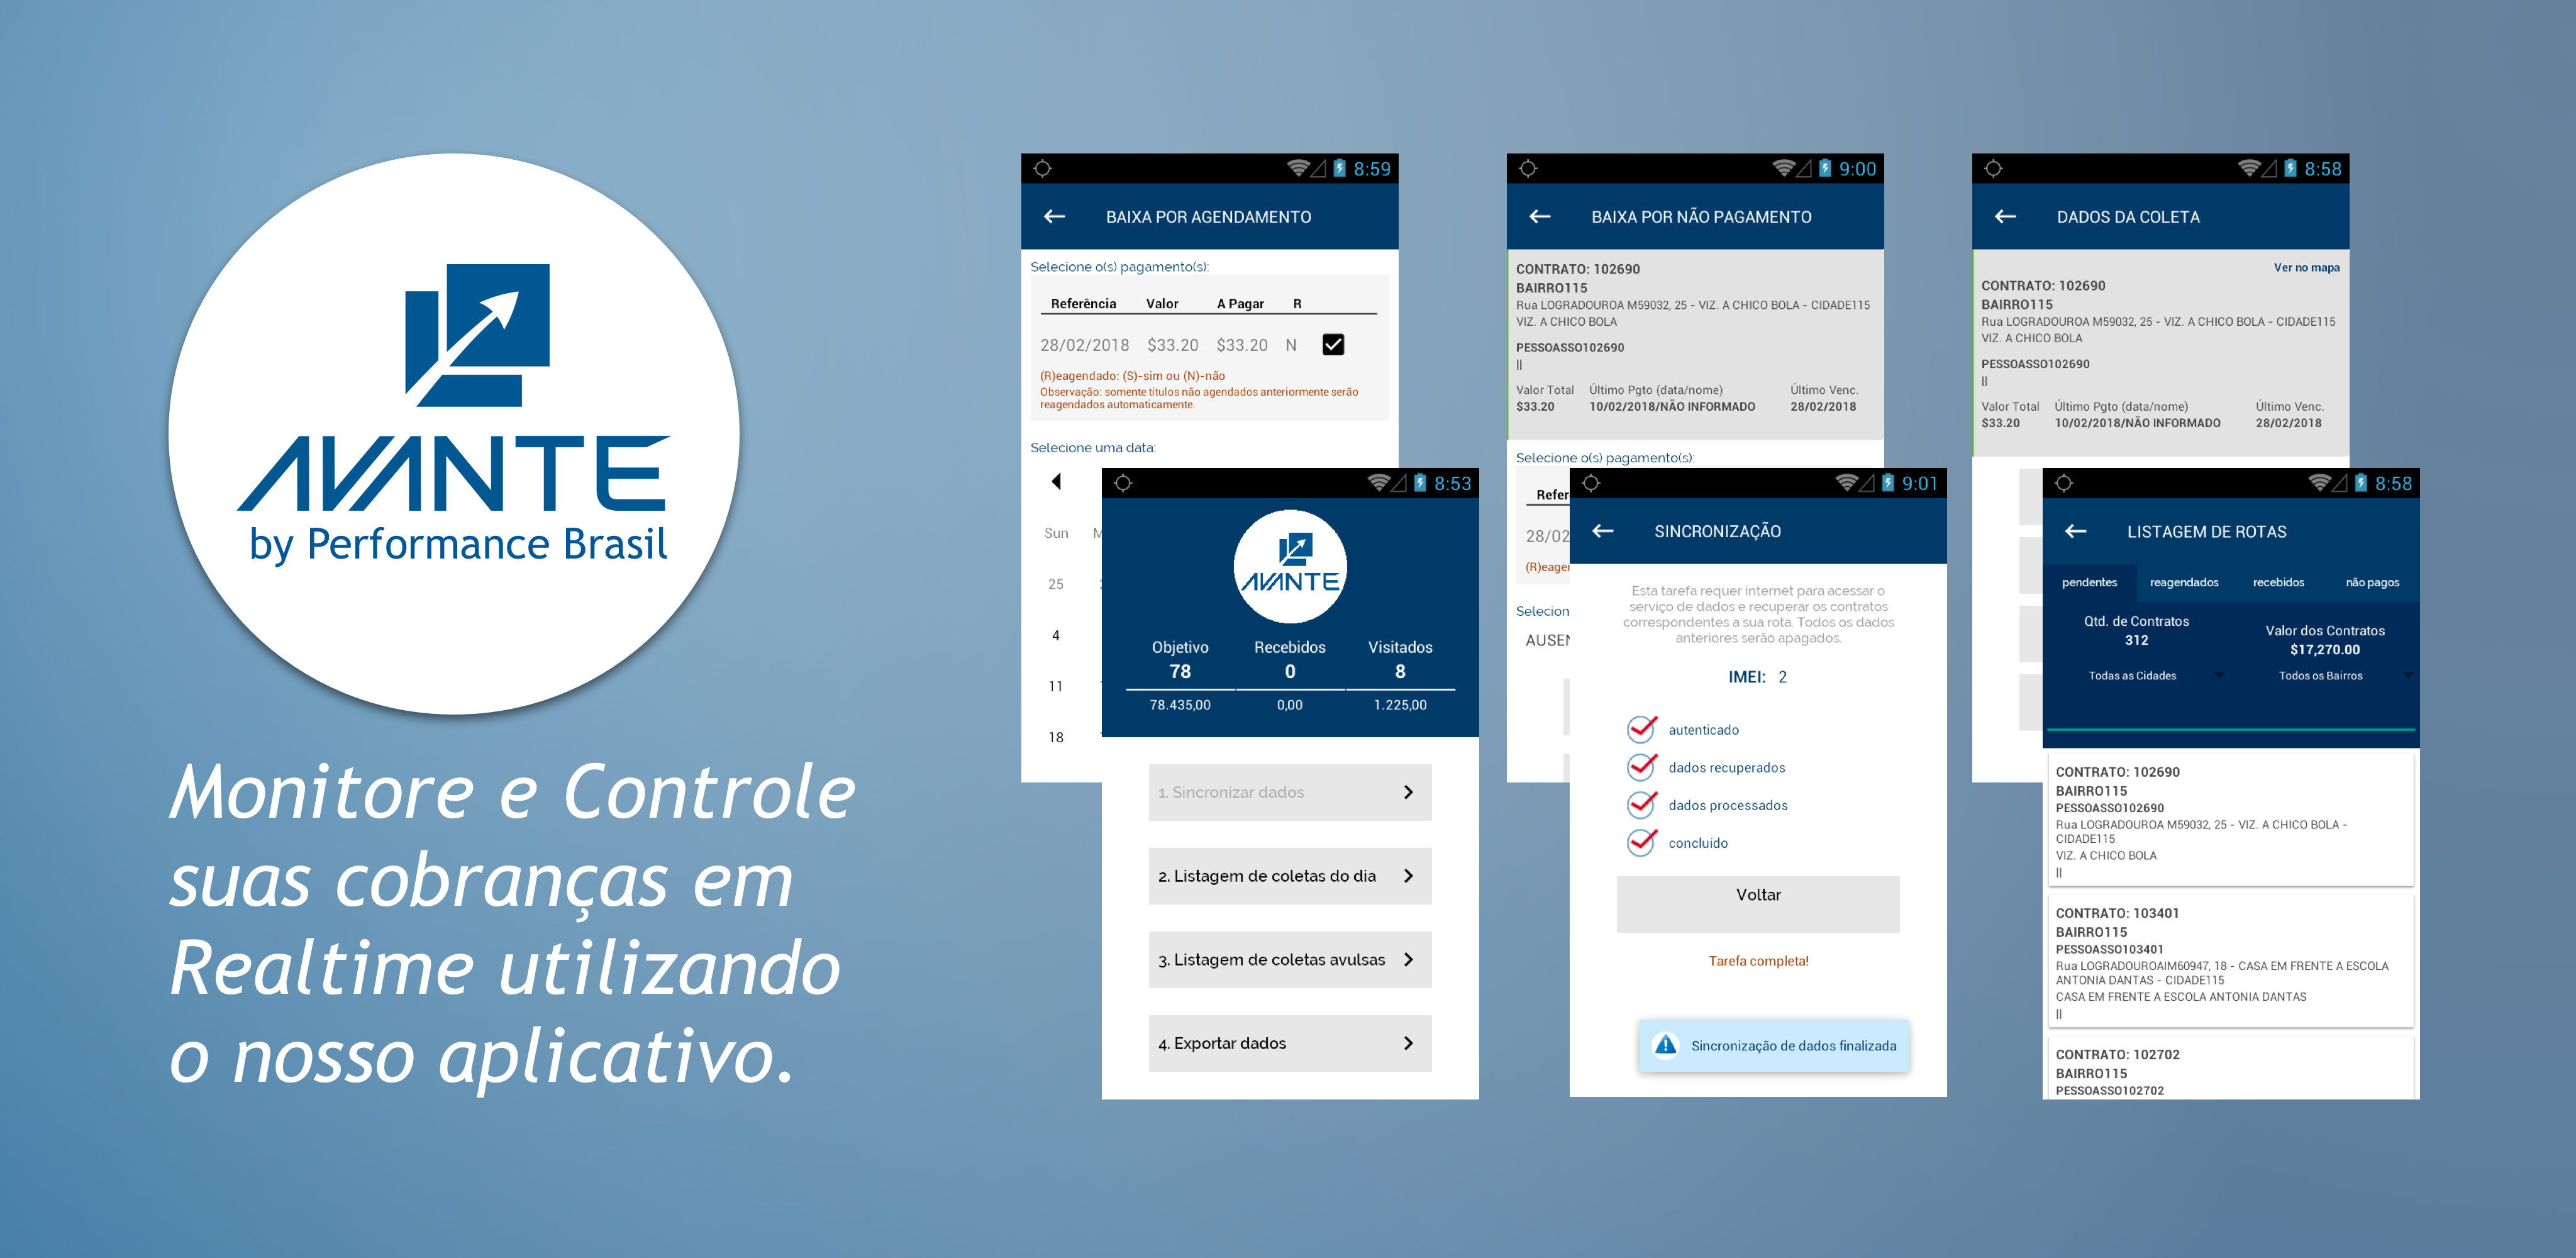 AVANTE
by Performance Brasil
Monitore e Controle
suas cobranças em
Realtime utilizando
o nosso aplicativo.
8:59
BAIXA POR AGENDAMENTO
Selecione o(s) pagamento(s):
Referência Valor A Pagar R
28/02/2018 $33.20 $33.20 N
(R)eagendado: (S)-sim ou (N)-não
Observação: somente títulos não agendados anteriormente serão
reagendados automaticamente.
Selecione uma data:
Sun
25
4
11
18
8:53
AVANTE
Objetivo Recebidos Visitados
78 0 8
78.435,00 0,00 1.225,00
1. Sincronizar dados
2. Listagem de coletas do dia
3. Listagem de coletas avulsas
4. Exportar dados
9:00
BAIXA POR NÃO PAGAMENTO
CONTRATO: 102690
BAIRRO115
Rua LOGRADOUROA M59032, 25 - VIZ. A CHICO BOLA - CIDADE115
VIZ. A CHICO BOLA
PESSOASSO102690
||
Valor Total Último Pgto (data/nome) Último Venc.
$33.20 10/02/2018/NÃO INFORMADO 28/02/2018
Selecione o(s) pagamento(s):
Refer
28/02
(R)eager
Selecion
AUSEN
9:01
SINCRONIZAÇÃO
Esta tarefa requer internet para acessar o
serviço de dados e recuperar os contratos
correspondentes a sua rota. Todos os dados
anteriores serão apagados.
IMEI: 2
autenticado
dados recuperados
dados processados
concluído
Voltar
Tarefa completa!
Sincronização de dados finalizada
8:58
DADOS DA COLETA
Ver no mapa
CONTRATO: 102690
BAIRRO115
Rua LOGRADOUROA M59032, 25 - VIZ. A CHICO BOLA - CIDADE115
VIZ. A CHICO BOLA
PESSOASSO102690
||
Valor Total Último Pgto (data/nome) Último Venc.
$33.20 10/02/2018/NÃO INFORMADO 28/02/2018
8:58
LISTAGEM DE ROTAS
pendentes reagendados recebidos não pagos
Qtd. de Contratos Valor dos Contratos
312 $17,270.00
Todas as Cidades Todos os Bairros
CONTRATO: 102690
BAIRRO115
PESSOASSO102690
Rua LOGRADOUROA M59032, 25 - VIZ. A CHICO BOLA -
CIDADE115
VIZ. A CHICO BOLA
||
CONTRATO: 103401
BAIRRO115
PESSOASSO103401
Rua LOGRADOUROAIM60947, 18 - CASA EM FRENTE A ESCOLA
ANTONIA DANTAS - CIDADE115
CASA EM FRENTE A ESCOLA ANTONIA DANTAS
||
CONTRATO: 102702
BAIRRO115
PESSOASSO102702